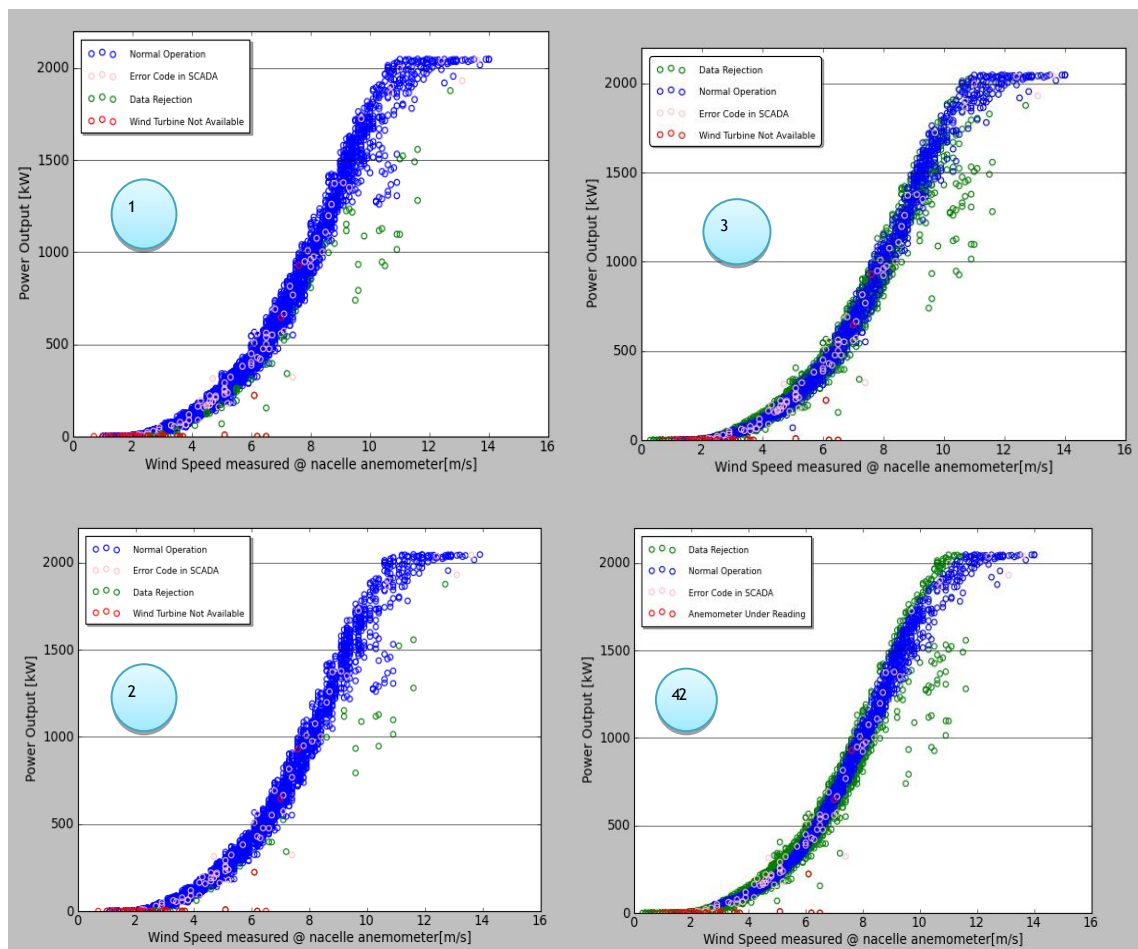 Normal Operation
Error Code in SCADA
Data Rejection
Wind Turbine Not Available
1
Power Output [kW]
2000
1500
1000
500
0
0 2 4 6 8 10 12 14 16
Wind Speed measured @ nacelle anemometer[m/s]
Data Rejection
Normal Operation
Error Code in SCADA
Wind Turbine Not Available
3
Power Output [kW]
2000
1500
1000
500
0
0 2 4 6 8 10 12 14 16
Wind Speed measured @ nacelle anemometer[m/s]
Normal Operation
Error Code in SCADA
Data Rejection
Wind Turbine Not Available
2
Power Output [kW]
2000
1500
1000
500
0
0 2 4 6 8 10 12 14 16
Wind Speed measured @ nacelle anemometer[m/s]
Data Rejection
Normal Operation
Error Code in SCADA
Anemometer Under Reading
42
Power Output [kW]
2000
1500
1000
500
0
0 2 4 6 8 10 12 14 16
Wind Speed measured @ nacelle anemometer[m/s]